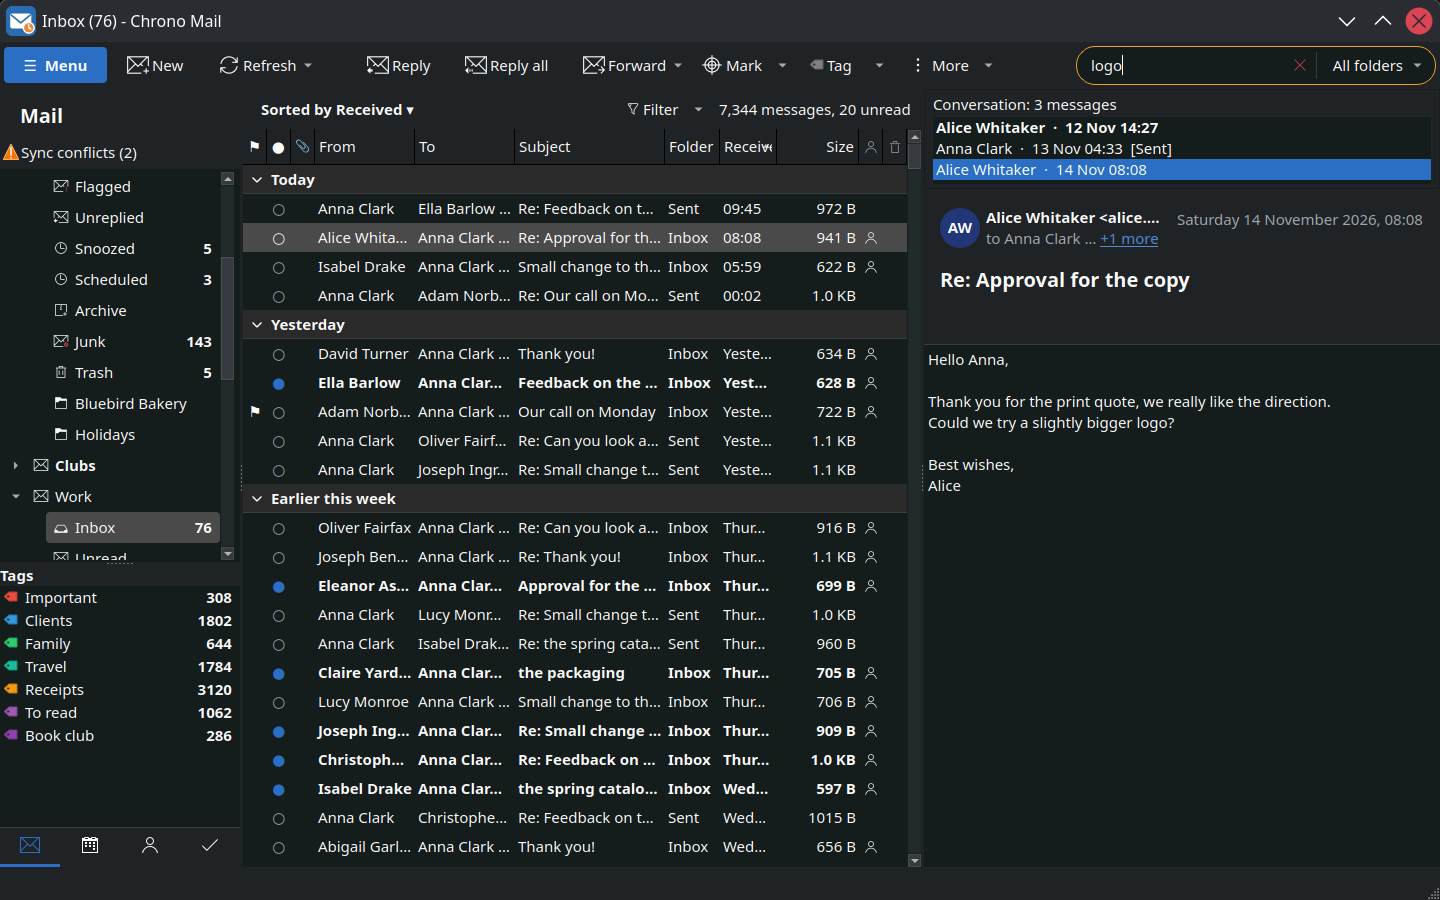 Inbox (76) - Chrono Mail
Menu New Refresh Reply Reply all Forward Mark Tag More logo All folders
Mail
Sync conflicts (2)
Flagged
Unreplied
Snoozed 5
Scheduled 3
Archive
Junk 143
Trash 5
Bluebird Bakery
Holidays
Clubs
Work
Inbox 76
Unread
Tags
Important 308
Clients 1802
Family 644
Travel 1784
Receipts 3120
To read 1062
Book club 286
Sorted by Received ▾ Filter 7,344 messages, 20 unread
From To Subject Folder Receive Size
Today
Anna Clark Ella Barlow ... Re: Feedback on t... Sent 09:45 972 B
Alice Whita... Anna Clark ... Re: Approval for th... Inbox 08:08 941 B
Isabel Drake Anna Clark ... Small change to th... Inbox 05:59 622 B
Anna Clark Adam Norb... Re: Our call on Mo... Sent 00:02 1.0 KB
Yesterday
David Turner Anna Clark ... Thank you! Inbox Yeste... 634 B
Ella Barlow Anna Clar... Feedback on the ... Inbox Yest... 628 B
Adam Norb... Anna Clark ... Our call on Monday Inbox Yeste... 722 B
Anna Clark Oliver Fairf... Re: Can you look a... Sent Yeste... 1.1 KB
Anna Clark Joseph Ingr... Re: Small change t... Sent Yeste... 1.1 KB
Earlier this week
Oliver Fairfax Anna Clark ... Re: Can you look a... Inbox Thur... 916 B
Joseph Ben... Anna Clark ... Re: Thank you! Inbox Thur... 1.1 KB
Eleanor As... Anna Clar... Approval for the ... Inbox Thur... 699 B
Anna Clark Lucy Monr... Re: Small change t... Sent Thur... 1.0 KB
Anna Clark Isabel Drak... Re: the spring cata... Sent Thur... 960 B
Claire Yard... Anna Clar... the packaging Inbox Thur... 705 B
Lucy Monroe Anna Clark ... Small change to th... Inbox Thur... 706 B
Joseph Ing... Anna Clar... Re: Small change ... Inbox Thur... 909 B
Christoph... Anna Clar... Re: Feedback on ... Inbox Thur... 1.0 KB
Isabel Drake Anna Clar... the spring catalo... Inbox Wed... 597 B
Anna Clark Christophe... Re: Feedback on t... Sent Wed... 1015 B
Abigail Garl... Anna Clark ... Thank you! Inbox Wed... 656 B
Conversation: 3 messages
Alice Whitaker · 12 Nov 14:27
Anna Clark · 13 Nov 04:33 [Sent]
Alice Whitaker · 14 Nov 08:08
AW Alice Whitaker <alice.... Saturday 14 November 2026, 08:08
to Anna Clark ... +1 more
Re: Approval for the copy
Hello Anna,
Thank you for the print quote, we really like the direction.
Could we try a slightly bigger logo?
Best wishes,
Alice